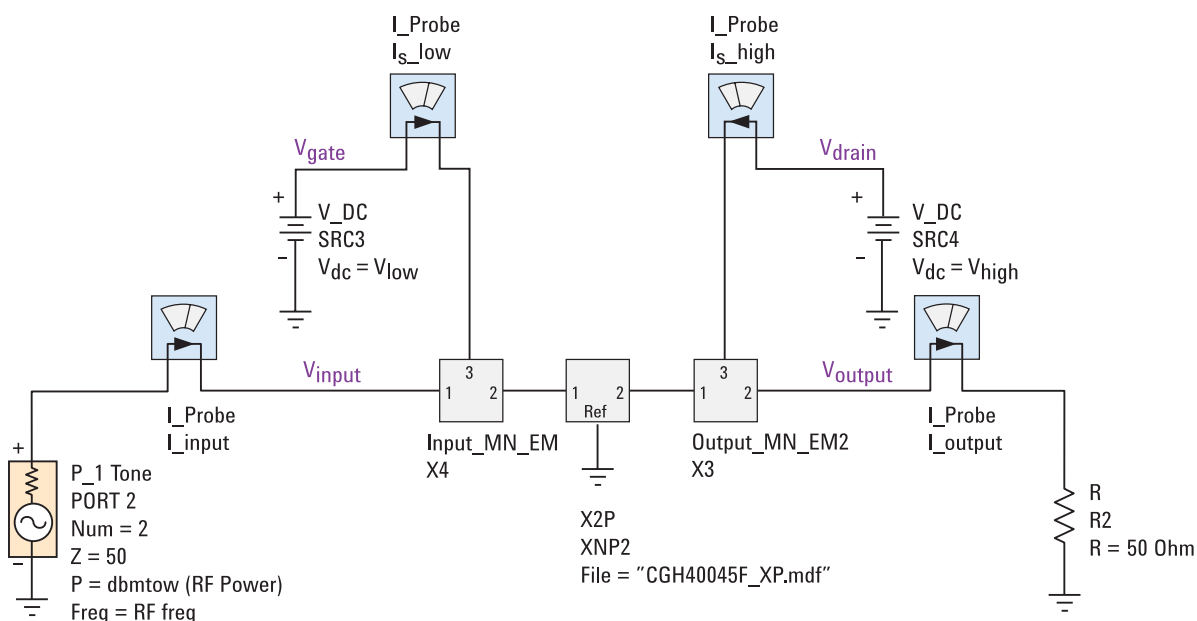 I_Probe
Is_low
I_Probe
Is_high
Vgate
Vdrain
+
V_DC
SRC3
-
Vdc = Vlow
+
V_DC
SRC4
-
Vdc = Vhigh
Vinput
Voutput
3
1 2
1 2
Ref
3
1 2
I_Probe
I_input
Input_MN_EM
X4
Output_MN_EM2
X3
I_Probe
I_output
+
P_1 Tone
PORT 2
Num = 2
Z = 50
-
P = dbmtow (RF Power)
Freq = RF freq
X2P
XNP2
File = "CGH40045F_XP.mdf"
R
R2
R = 50 Ohm